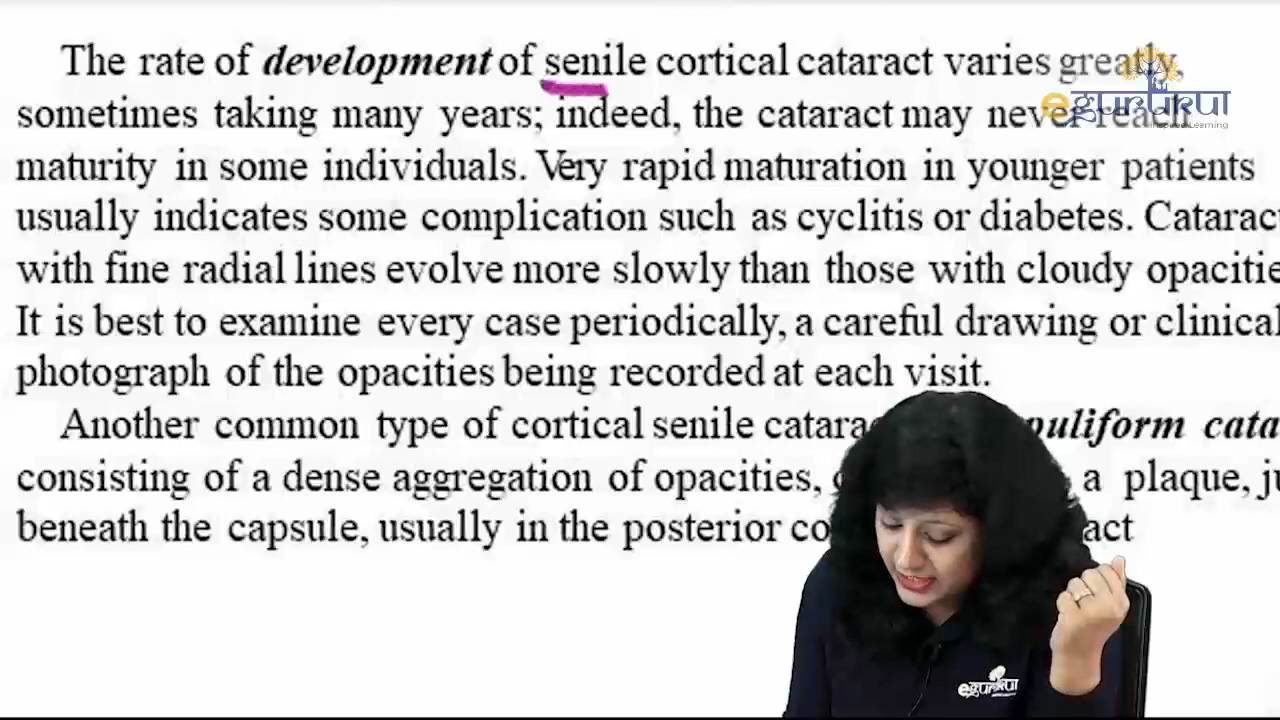 The rate of development of senile cortical cataract varies greatly,
sometimes taking many years; indeed, the cataract may never reach
maturity in some individuals. Very rapid maturation in younger patients
usually indicates some complication such as cyclitis or diabetes. Cataract
with fine radial lines evolve more slowly than those with cloudy opacitie
It is best to examine every case periodically, a careful drawing or clinical
photograph of the opacities being recorded at each visit.
Another common type of cortical senile catara puliform cata
consisting of a dense aggregation of opacities, a plaque, ju
beneath the capsule, usually in the posterior co act
egurukul
egurukul